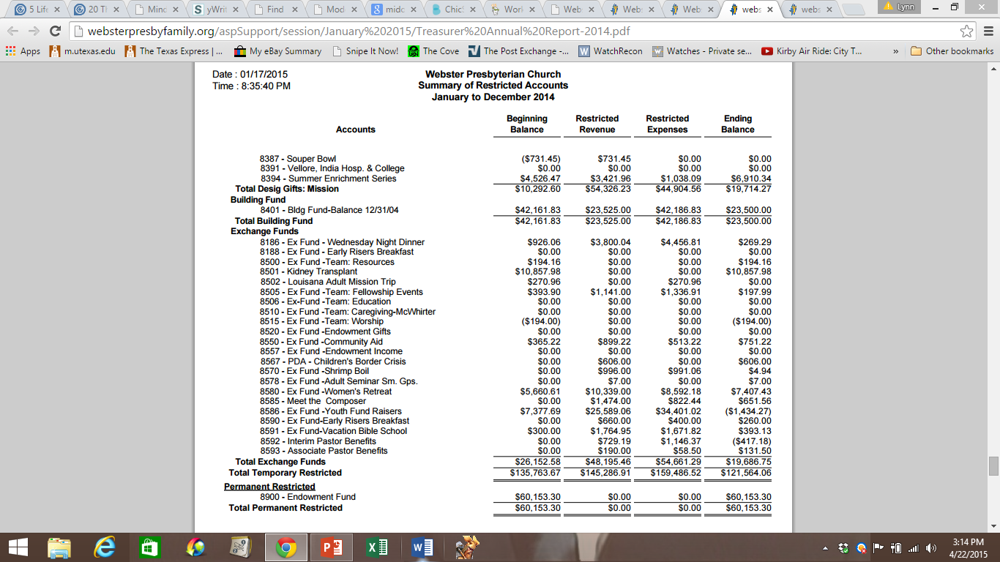 5 Life
20 Th
Mind
yWrit
Find
Mod
midc
Chic
Work
Web
Webs
Web
webs
webs
Lynn
websterpresbyfamily.org/aspSupport/session/January%202015/Treasurer%20Annual%20Report-2014.pdf
Apps m.utexas.edu The Texas Express | ... My eBay Summary Snipe It Now! The Cove The Post Exchange -... WatchRecon Watches - Private se... Kirby Air Ride: City T... » Other bookmarks
Date : 01/17/2015
Time : 8:35:40 PM
Webster Presbyterian Church
Summary of Restricted Accounts
January to December 2014
Accounts
Beginning Balance
Restricted Revenue
Restricted Expenses
Ending Balance
8387 - Souper Bowl ($731.45) $731.45 $0.00 $0.00
8391 - Vellore, India Hosp. & College $0.00 $0.00 $0.00 $0.00
8394 - Summer Enrichment Series $4,526.47 $3,421.96 $1,038.09 $6,910.34
Total Desig Gifts: Mission $10,292.60 $54,326.23 $44,904.56 $19,714.27
Building Fund
8401 - Bldg Fund-Balance 12/31/04 $42,161.83 $23,525.00 $42,186.83 $23,500.00
Total Building Fund $42,161.83 $23,525.00 $42,186.83 $23,500.00
Exchange Funds
8186 - Ex Fund - Wednesday Night Dinner $926.06 $3,800.04 $4,456.81 $269.29
8188 - Ex Fund - Early Risers Breakfast $0.00 $0.00 $0.00 $0.00
8500 - Ex Fund -Team: Resources $194.16 $0.00 $0.00 $194.16
8501 - Kidney Transplant $10,857.98 $0.00 $0.00 $10,857.98
8502 - Louisana Adult Mission Trip $270.96 $0.00 $270.96 $0.00
8505 - Ex Fund -Team: Fellowship Events $393.90 $1,141.00 $1,336.91 $197.99
8506 - Ex-Fund -Team: Education $0.00 $0.00 $0.00 $0.00
8510 - Ex Fund -Team: Caregiving-McWhirter $0.00 $0.00 $0.00 $0.00
8515 - Ex Fund -Team: Worship ($194.00) $0.00 $0.00 ($194.00)
8520 - Ex Fund -Endowment Gifts $0.00 $0.00 $0.00 $0.00
8550 - Ex Fund -Community Aid $365.22 $899.22 $513.22 $751.22
8557 - Ex Fund -Endowment Income $0.00 $0.00 $0.00 $0.00
8567 - PDA - Children's Border Crisis $0.00 $606.00 $0.00 $606.00
8570 - Ex Fund -Shrimp Boil $0.00 $996.00 $991.06 $4.94
8578 - Ex Fund -Adult Seminar Sm. Gps. $0.00 $7.00 $0.00 $7.00
8580 - Ex Fund -Women's Retreat $5,660.61 $10,339.00 $8,592.18 $7,407.43
8585 - Meet the Composer $0.00 $1,474.00 $822.44 $651.56
8586 - Ex Fund -Youth Fund Raisers $7,377.69 $25,589.06 $34,401.02 ($1,434.27)
8590 - Ex Fund-Early Risers Breakfast $0.00 $660.00 $400.00 $260.00
8591 - Ex Fund-Vacation Bible School $300.00 $1,764.95 $1,671.82 $393.13
8592 - Interim Pastor Benefits $0.00 $729.19 $1,146.37 ($417.18)
8593 - Associate Pastor Benefits $0.00 $190.00 $58.50 $131.50
Total Exchange Funds $26,152.58 $48,195.46 $54,661.29 $19,686.75
Total Temporary Restricted $135,763.67 $145,286.91 $159,486.52 $121,564.06
Permanent Restricted
8900 - Endowment Fund $60,153.30 $0.00 $0.00 $60,153.30
Total Permanent Restricted $60,153.30 $0.00 $0.00 $60,153.30
3:14 PM
4/22/2015